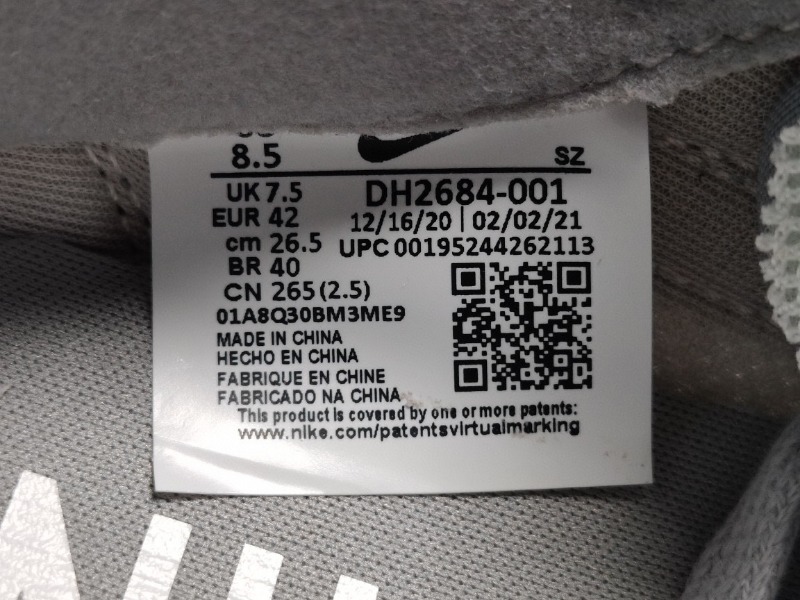 8.5 SZ
UK 7.5 DH2684-001
EUR 42 12/16/20 | 02/02/21
cm 26.5 UPC 00195244262113
BR 40
CN 265 (2.5)
01A8Q30BM3ME9
MADE IN CHINA
HECHO EN CHINA
FABRIQUE EN CHINE
FABRICADO NA CHINA
This product is covered by one or more patents:
www.nike.com/patentsvirtualmarking